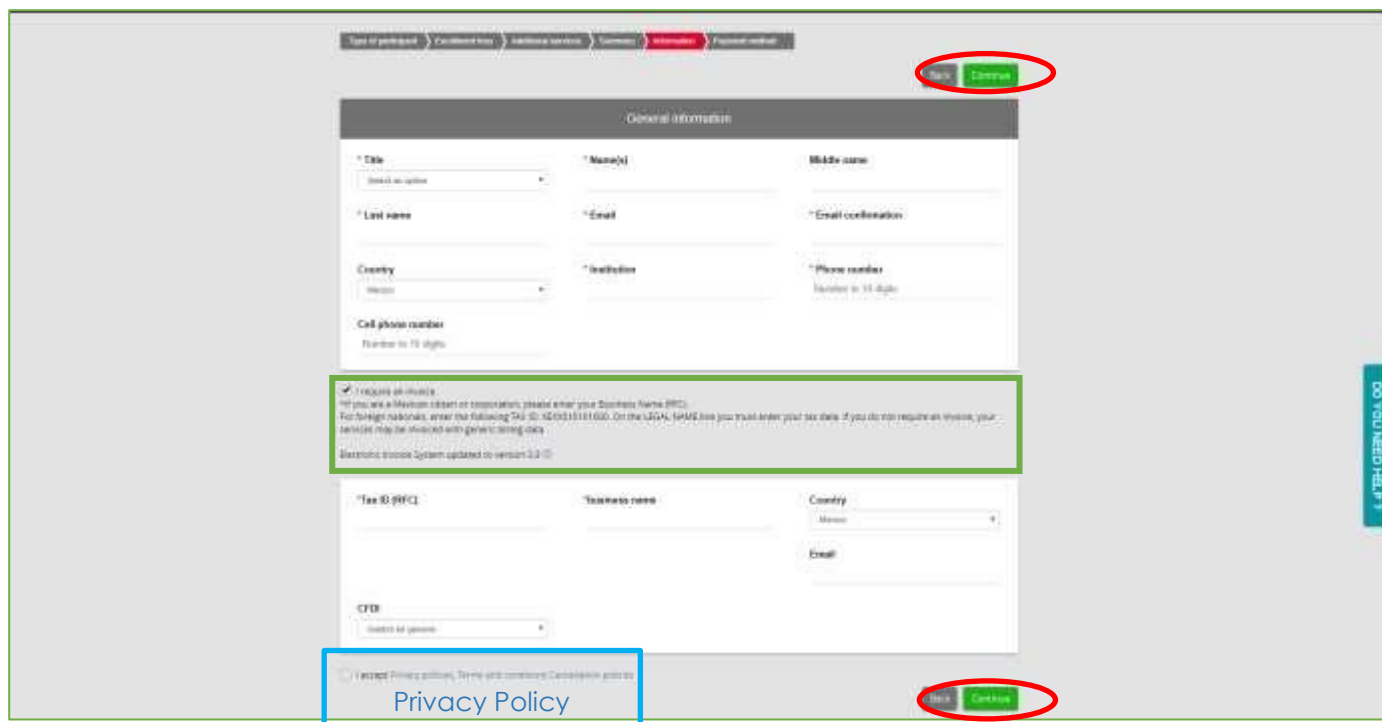 Type of participant Enrollment key Additional services Summary Information Payment method
Back Continue
General information
* Title * Name(s) Middle name
Select an option
* Last name * Email * Email confirmation
Country * Institution * Phone number
Mexico Number to 10 digits
Cell phone number
Number to 10 digits
I require an invoice
*If you are a Mexican citizen or corporation, please enter your Business Name (RFC).
For foreign nationals, enter the following TAX ID: On the LEGAL NAME line you must enter your tax data. If you do not require an invoice, your
services may be invoiced with generic billing data.
Electronic Invoice System updated to version 3.3
*Tax ID (RFC) *business name Country
Mexico
Email
CFDI
I accept Privacy policies, Terms and conditions Cancellation policies
Privacy Policy
Back Continue
DO YOU NEED HELP ?